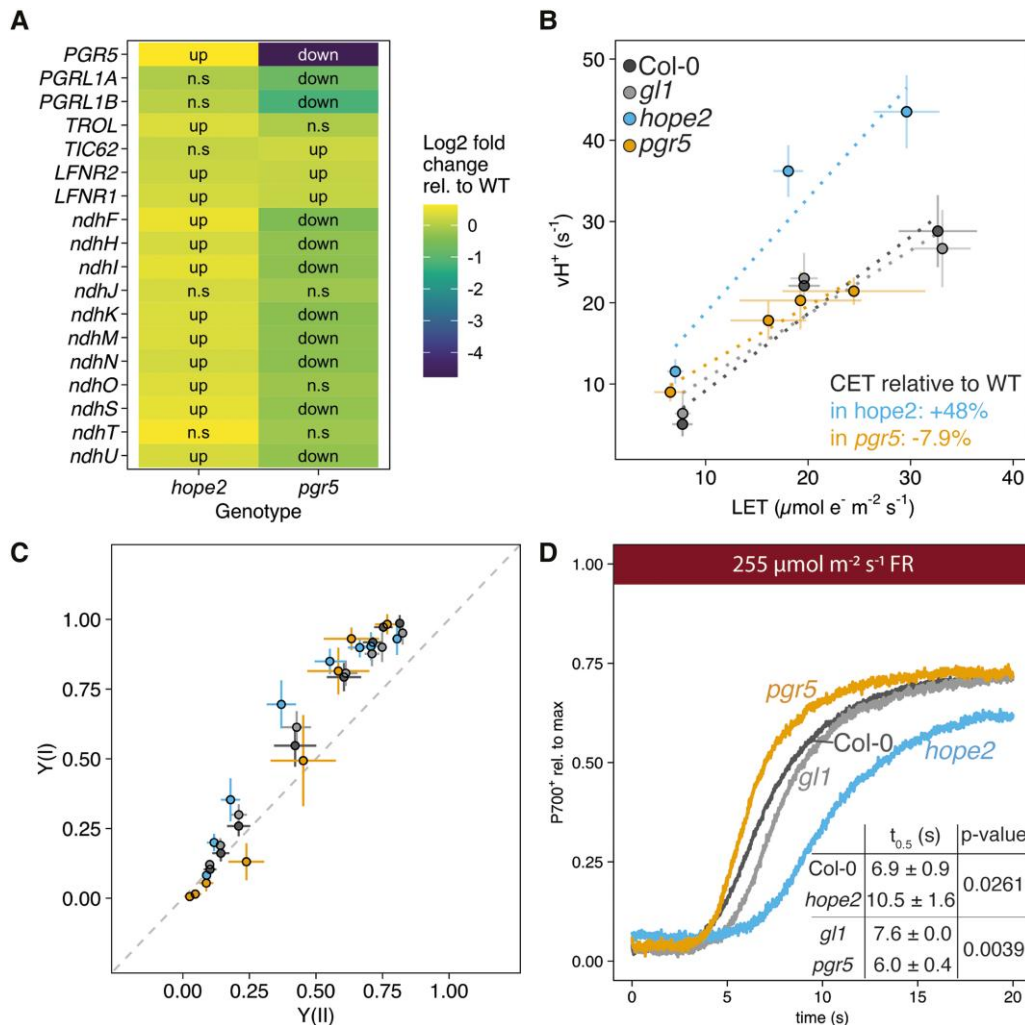 A
PGR5 up down
PGRL1A n.s down
PGRL1B n.s down
TROL up n.s
TIC62 n.s up
LFNR2 up up
LFNR1 up up
ndhF up down
ndhH up down
ndhI up down
ndhJ n.s n.s
ndhK up down
ndhM up down
ndhN up down
ndhO up n.s
ndhS up down
ndhT n.s n.s
ndhU up down
hope2 pgr5
Genotype
Log2 fold
change
rel. to WT
0
-1
-2
-3
-4
B
vH⁺ (s⁻¹)
50
40
30
20
10
Col-0
gl1
hope2
pgr5
CET relative to WT
in hope2: +48%
in pgr5: -7.9%
10 20 30 40
LET (µmol e⁻ m⁻² s⁻¹)
C
Y(I)
1.00
0.75
0.50
0.25
0.00
0.00 0.25 0.50 0.75 1.00
Y(II)
D
255 µmol m⁻² s⁻¹ FR
P700⁺ rel. to max
1.00
0.75
0.50
0.25
0.00
pgr5
Col-0
gl1
hope2
t₀.₅ (s) p-value
Col-0 6.9 ± 0.9 0.0261
hope2 10.5 ± 1.6
gl1 7.6 ± 0.0 0.0039
pgr5 6.0 ± 0.4
0 5 10 15 20
time (s)